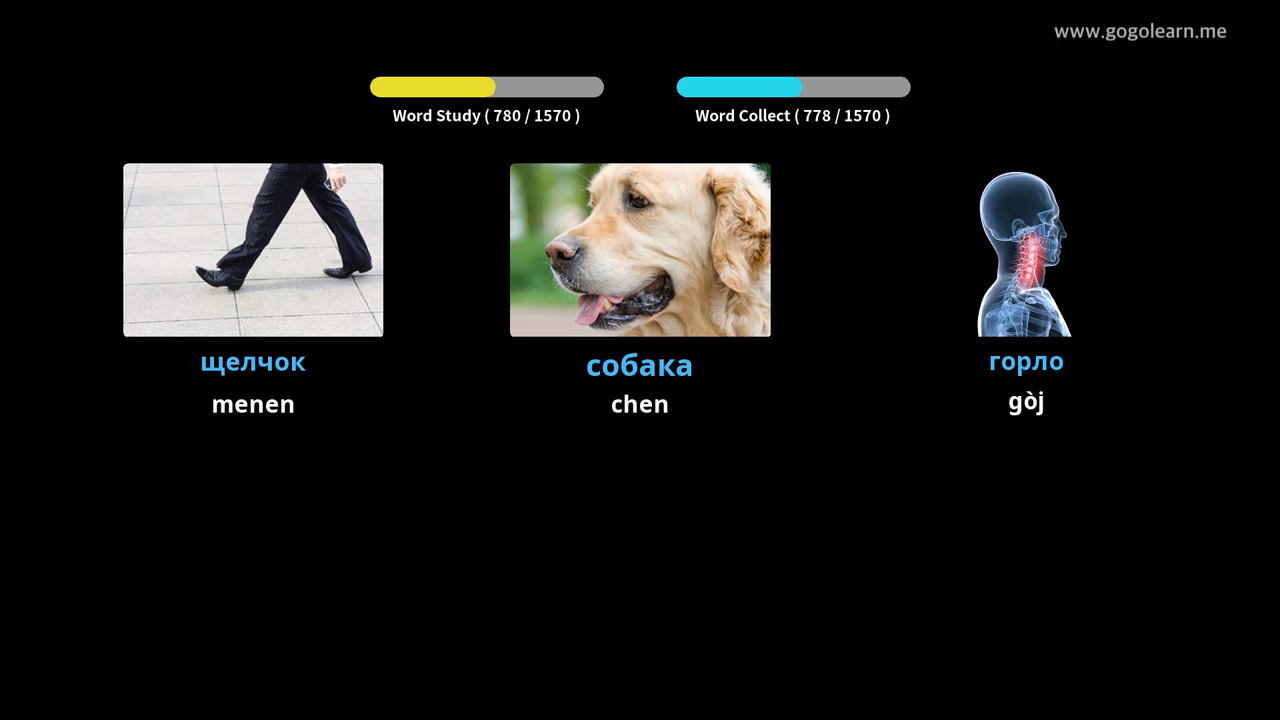 www.gogolearn.me
Word Study ( 780 / 1570 )
Word Collect ( 778 / 1570 )
щелчок
собака
горло
menen
chen
gòj